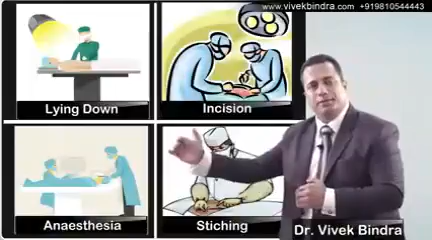 www.vivekbindra.com +919810544443
Lying Down
Incision
Anaesthesia
Stiching
Dr. Vivek Bindra